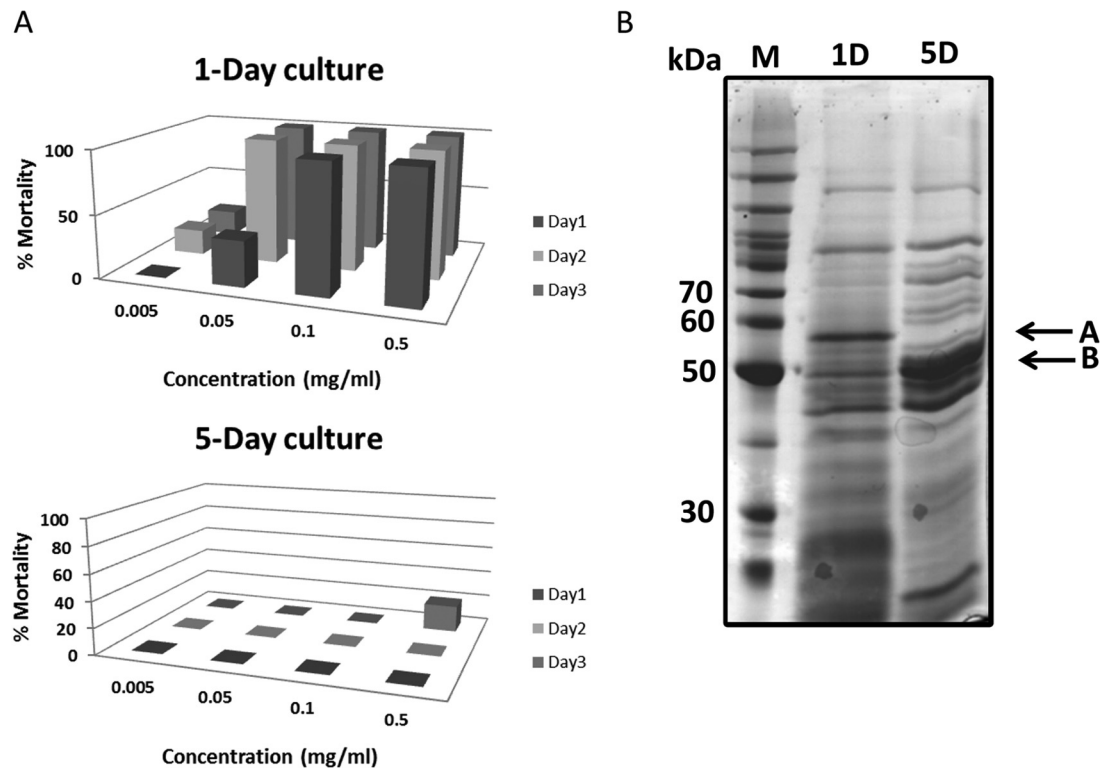 A
1-Day culture
% Mortality
100
50
0
0.005
0.05
0.1
0.5
Concentration (mg/ml)
Day1
Day2
Day3
5-Day culture
% Mortality
100
80
60
40
20
0
0.005
0.05
0.1
0.5
Concentration (mg/ml)
Day1
Day2
Day3
B
kDa M 1D 5D
70
60
50
30
A
B